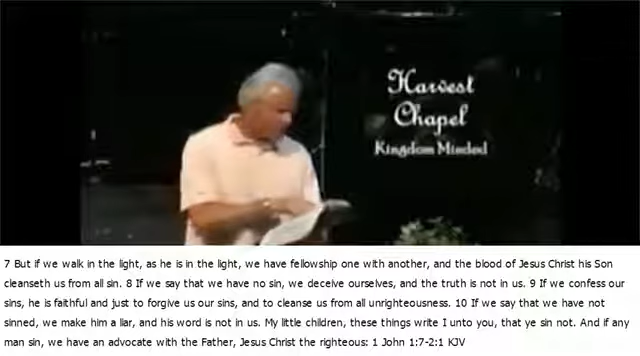 Harvest
Chapel
Kingdom Minded
7 But if we walk in the light, as he is in the light, we have fellowship one with another, and the blood of Jesus Christ his Son
cleanseth us from all sin. 8 If we say that we have no sin, we deceive ourselves, and the truth is not in us. 9 If we confess our
sins, he is faithful and just to forgive us our sins, and to cleanse us from all unrighteousness. 10 If we say that we have not
sinned, we make him a liar, and his word is not in us. My little children, these things write I unto you, that ye sin not. And if any
man sin, we have an advocate with the Father, Jesus Christ the righteous: 1 John 1:7-2:1 KJV